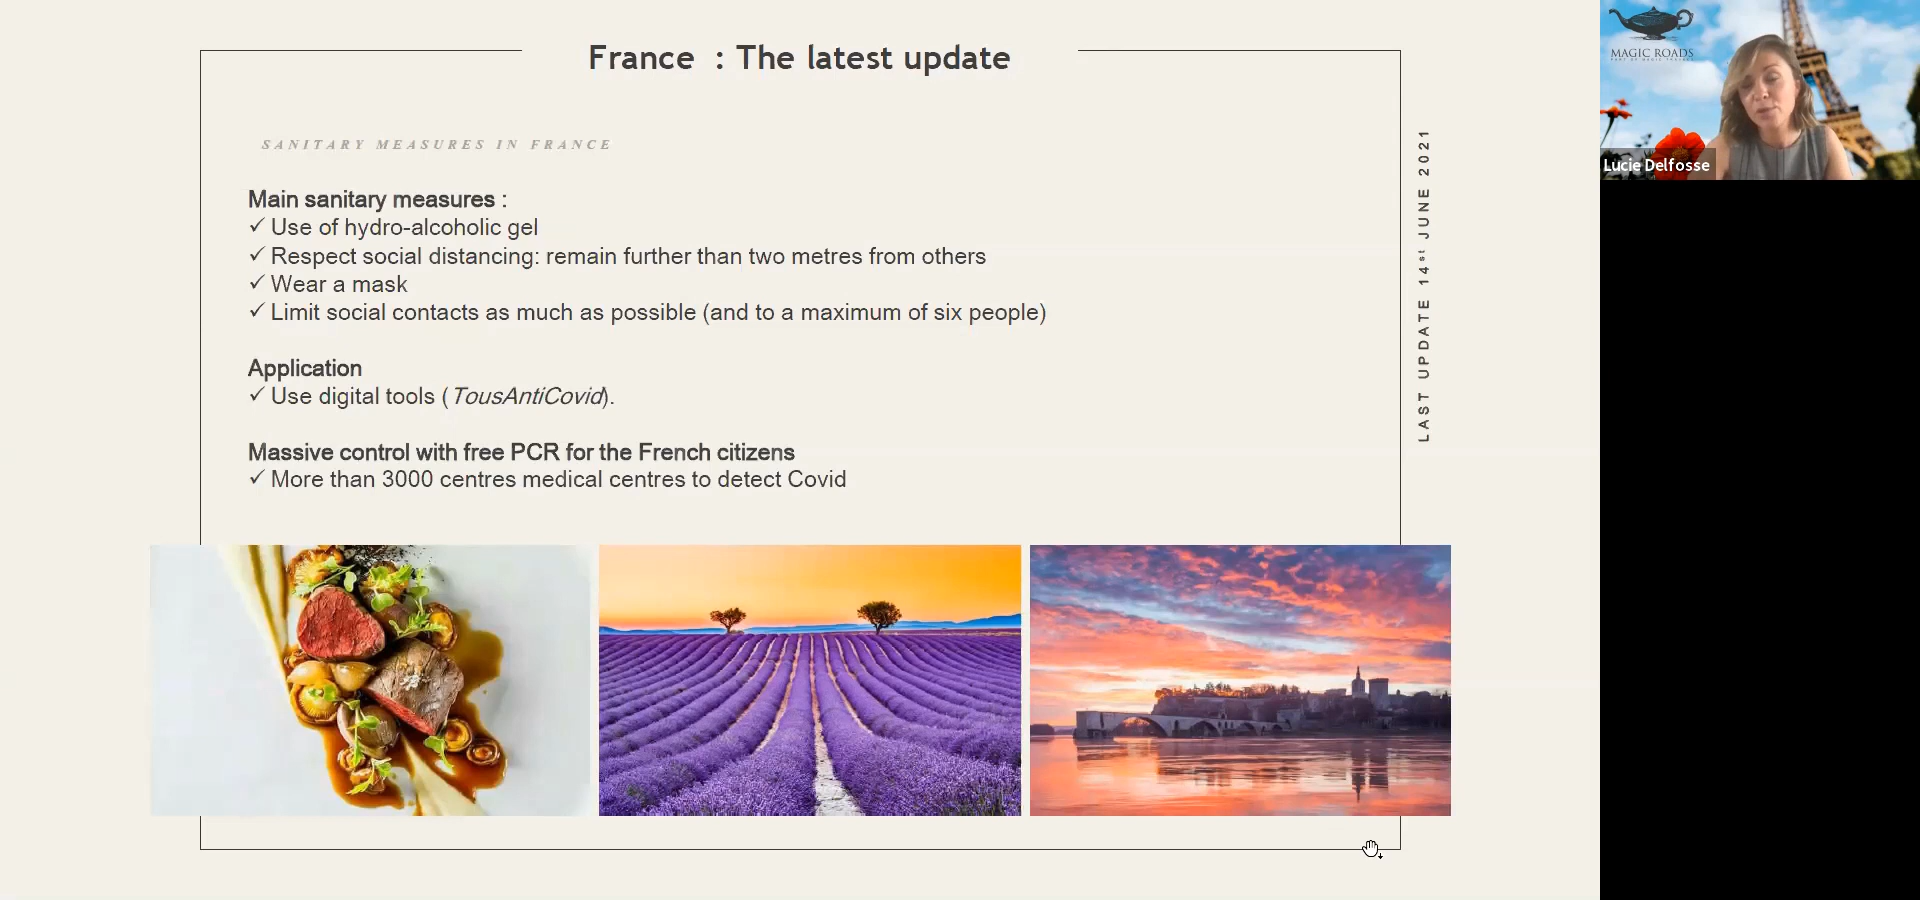 France : The latest update
SANITARY MEASURES IN FRANCE
Main sanitary measures :
✓ Use of hydro-alcoholic gel
✓ Respect social distancing: remain further than two metres from others
✓ Wear a mask
✓ Limit social contacts as much as possible (and to a maximum of six people)
Application
✓ Use digital tools ( TousAntiCovid).
Massive control with free PCR for the French citizens
✓ More than 3000 centres medical centres to detect Covid
LAST UPDATE 14st JUNE 2021
MAGIC ROADS
Lucie Delfosse